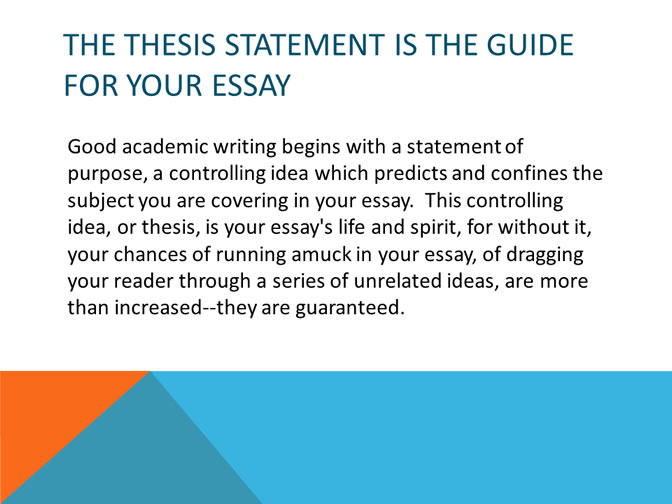 THE THESIS STATEMENT IS THE GUIDE
FOR YOUR ESSAY
Good academic writing begins with a statement of
purpose, a controlling idea which predicts and confines the
subject you are covering in your essay.  This controlling
idea, or thesis, is your essay's life and spirit, for without it,
your chances of running amuck in your essay, of dragging
your reader through a series of unrelated ideas, are more
than increased--they are guaranteed.